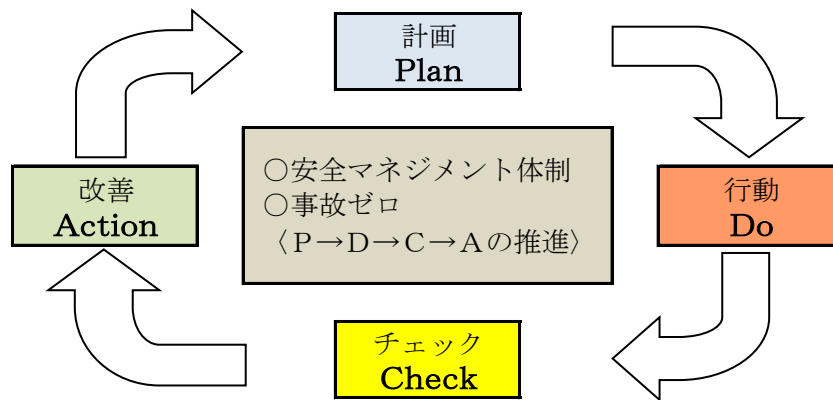 計画
Plan
改善
Action
○安全マネジメント体制
○事故ゼロ
〈P→D→C→Aの推進〉
行動
Do
チェック
Check